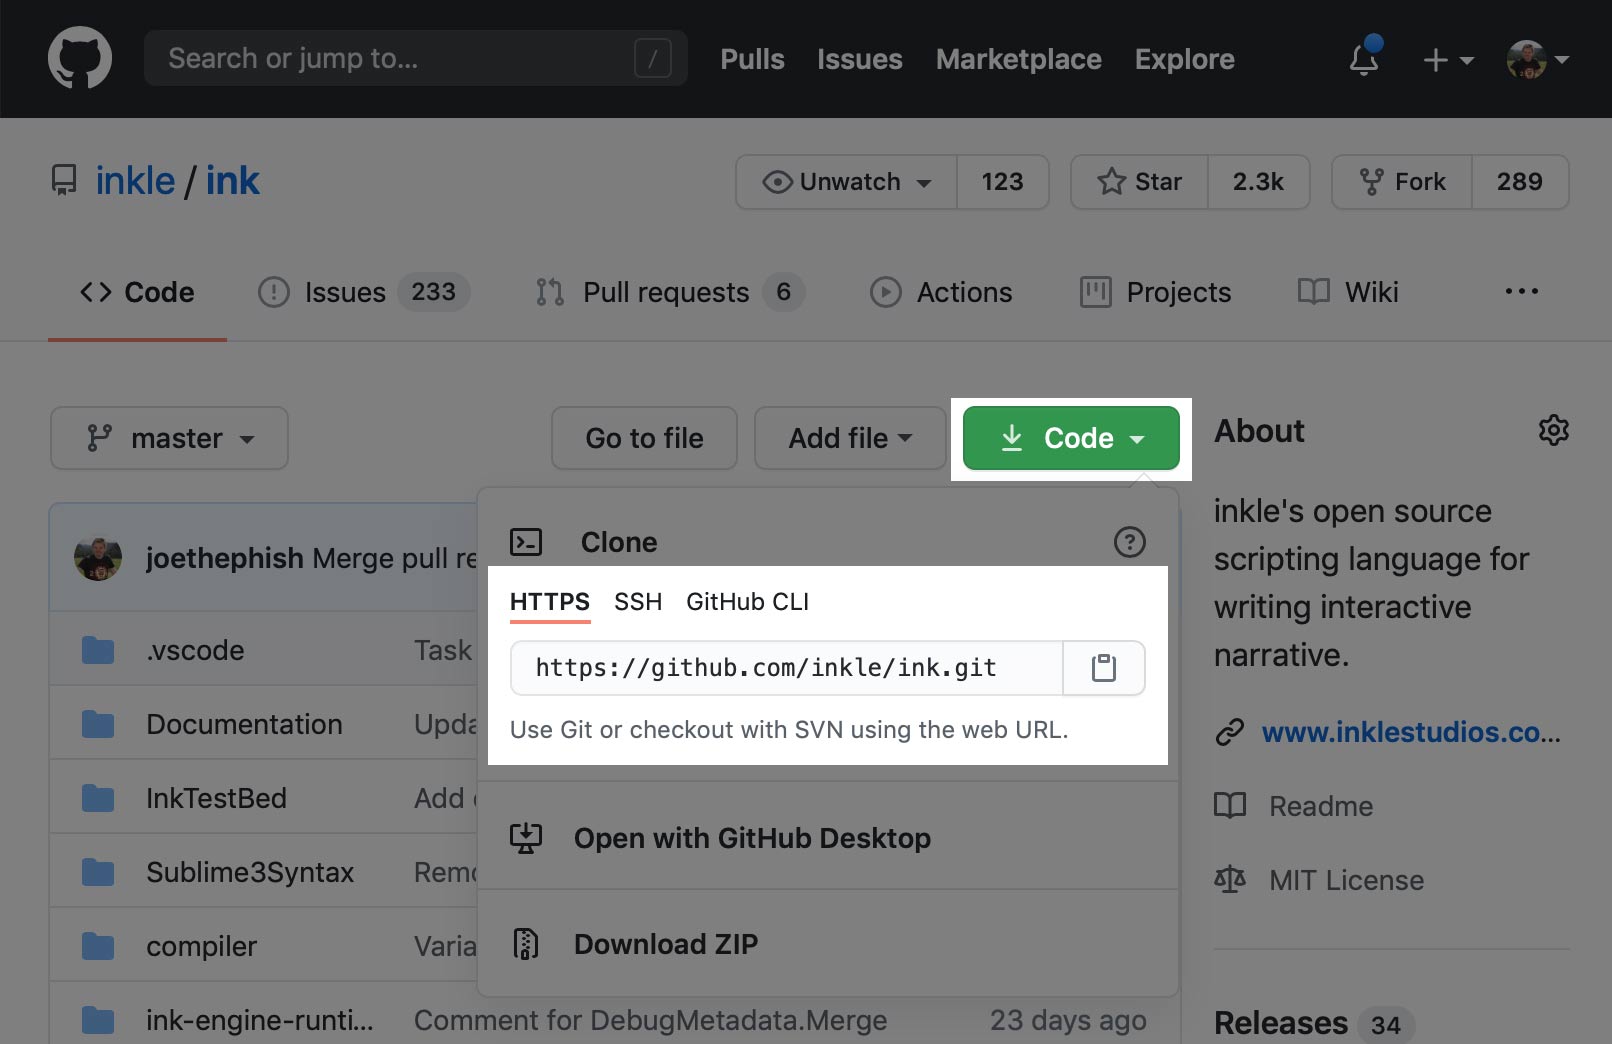 Search or jump to... /
Pulls Issues Marketplace Explore
inkle / ink
Unwatch 123
Star 2.3k
Fork 289
Code
Issues 233
Pull requests 6
Actions
Projects
Wiki
master
Go to file
Add file
Code
About
inkle's open source
scripting language for
writing interactive
narrative.
www.inklestudios.co...
Readme
MIT License
Releases 34
Clone
HTTPS SSH GitHub CLI
https://github.com/inkle/ink.git
Use Git or checkout with SVN using the web URL.
Open with GitHub Desktop
Download ZIP
joethephish Merge pull
.vscode Task
Documentation
InkTestBed Add
Sublime3Syntax
compiler
ink-engine-runti... Comment for DebugMetadata.Merge 23 days ago